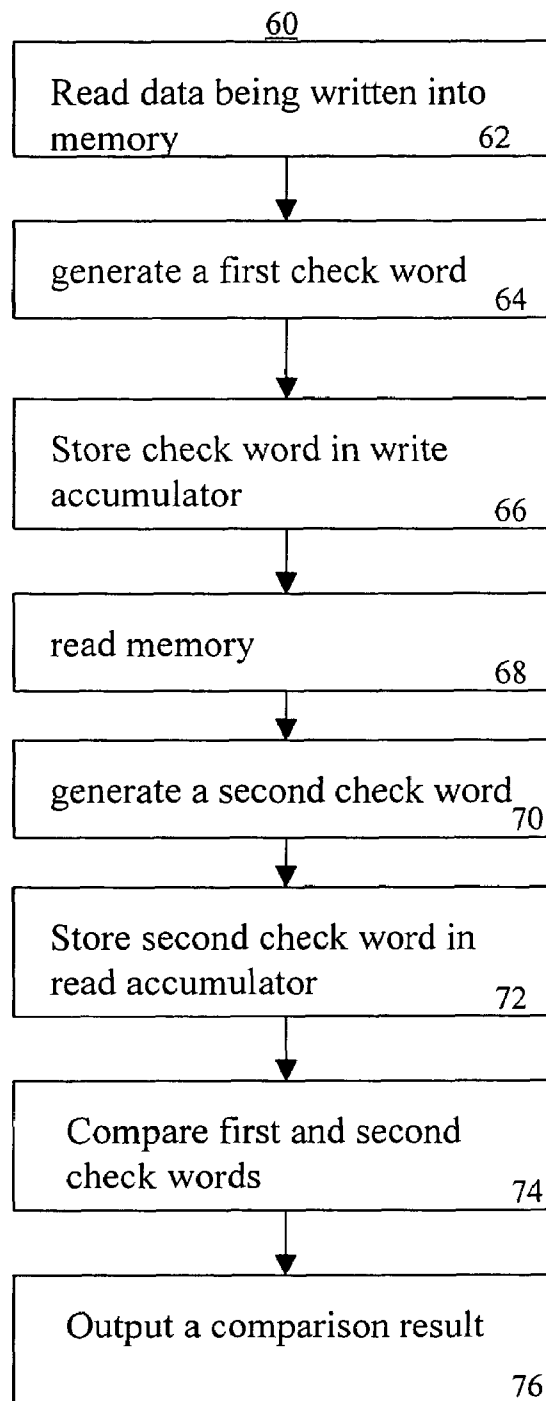 60
Read data being written into
memory 62
generate a first check word
64
Store check word in write
accumulator
66
read memory
68
generate a second check word
70
Store second check word in
read accumulator
72
Compare first and second
check words
74
Output a comparison result
76